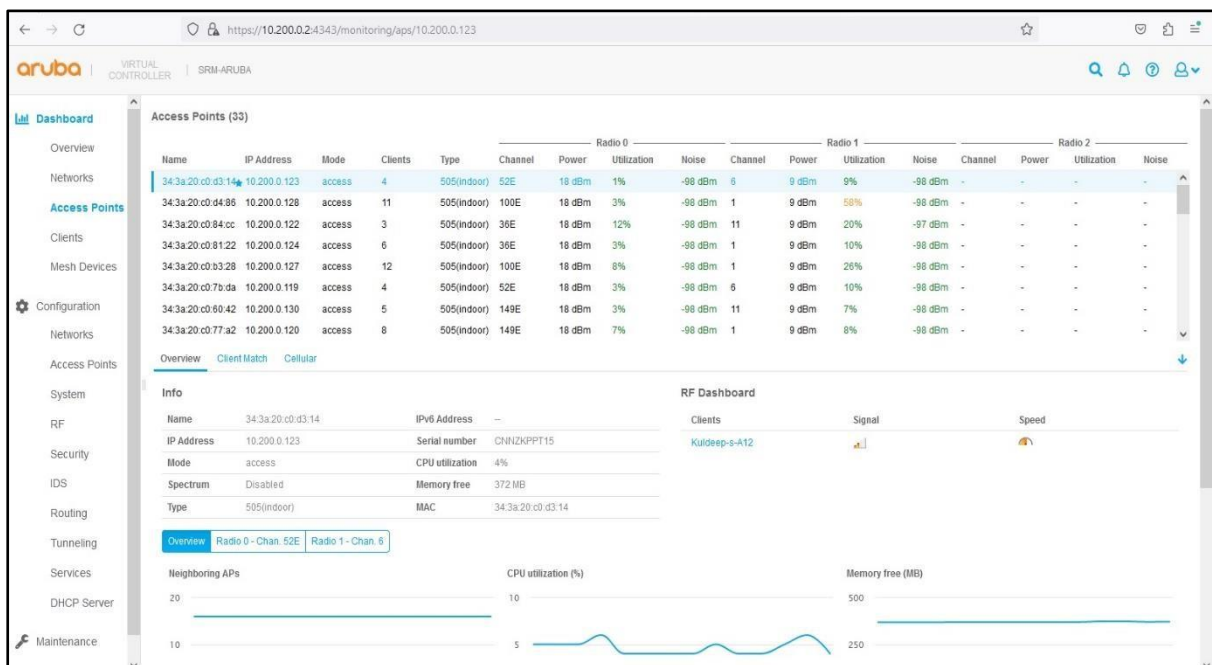 https://10.200.0.2:4343/monitoring/aps/10.200.0.123
aruba VIRTUAL CONTROLLER SRM-ARUBA
Dashboard
Overview
Networks
Access Points
Clients
Mesh Devices
Configuration
Networks
Access Points
System
RF
Security
IDS
Routing
Tunneling
Services
DHCP Server
Maintenance
Access Points (33)
Radio 0 Radio 1 Radio 2
Name IP Address Mode Clients Type Channel Power Utilization Noise Channel Power Utilization Noise Channel Power Utilization Noise
34:3a:20:c0:d3:14 10.200.0.123 access 4 505(indoor) 52E 18 dBm 1% -98 dBm 6 9 dBm 9% -98 dBm - - - -
34:3a:20:c0:d4:86 10.200.0.128 access 11 505(indoor) 100E 18 dBm 3% -98 dBm 1 9 dBm 58% -98 dBm - - - -
34:3a:20:c0:84:cc 10.200.0.122 access 3 505(indoor) 36E 18 dBm 12% -98 dBm 11 9 dBm 20% -97 dBm - - - -
34:3a:20:c0:81:22 10.200.0.124 access 6 505(indoor) 36E 18 dBm 3% -98 dBm 1 9 dBm 10% -98 dBm - - - -
34:3a:20:c0:b3:28 10.200.0.127 access 12 505(indoor) 100E 18 dBm 8% -98 dBm 1 9 dBm 26% -98 dBm - - - -
34:3a:20:c0:7b:da 10.200.0.119 access 4 505(indoor) 52E 18 dBm 3% -98 dBm 6 9 dBm 10% -98 dBm - - - -
34:3a:20:c0:60:42 10.200.0.130 access 5 505(indoor) 149E 18 dBm 3% -98 dBm 11 9 dBm 7% -98 dBm - - - -
34:3a:20:c0:77:a2 10.200.0.120 access 8 505(indoor) 149E 18 dBm 7% -98 dBm 1 9 dBm 8% -98 dBm - - - -
Overview Client Match Cellular
Info
Name 34:3a:20:c0:d3:14 IPv6 Address --
IP Address 10.200.0.123 Serial number CNNZKPPT15
Mode access CPU utilization 4%
Spectrum Disabled Memory free 372 MB
Type 505(indoor) MAC 34:3a:20:c0:d3:14
RF Dashboard
Clients Signal Speed
Kuldeep-s-A12
Overview Radio 0 - Chan. 52E Radio 1 - Chan. 6
Neighboring APs CPU utilization (%) Memory free (MB)
20 10 500
10 5 250